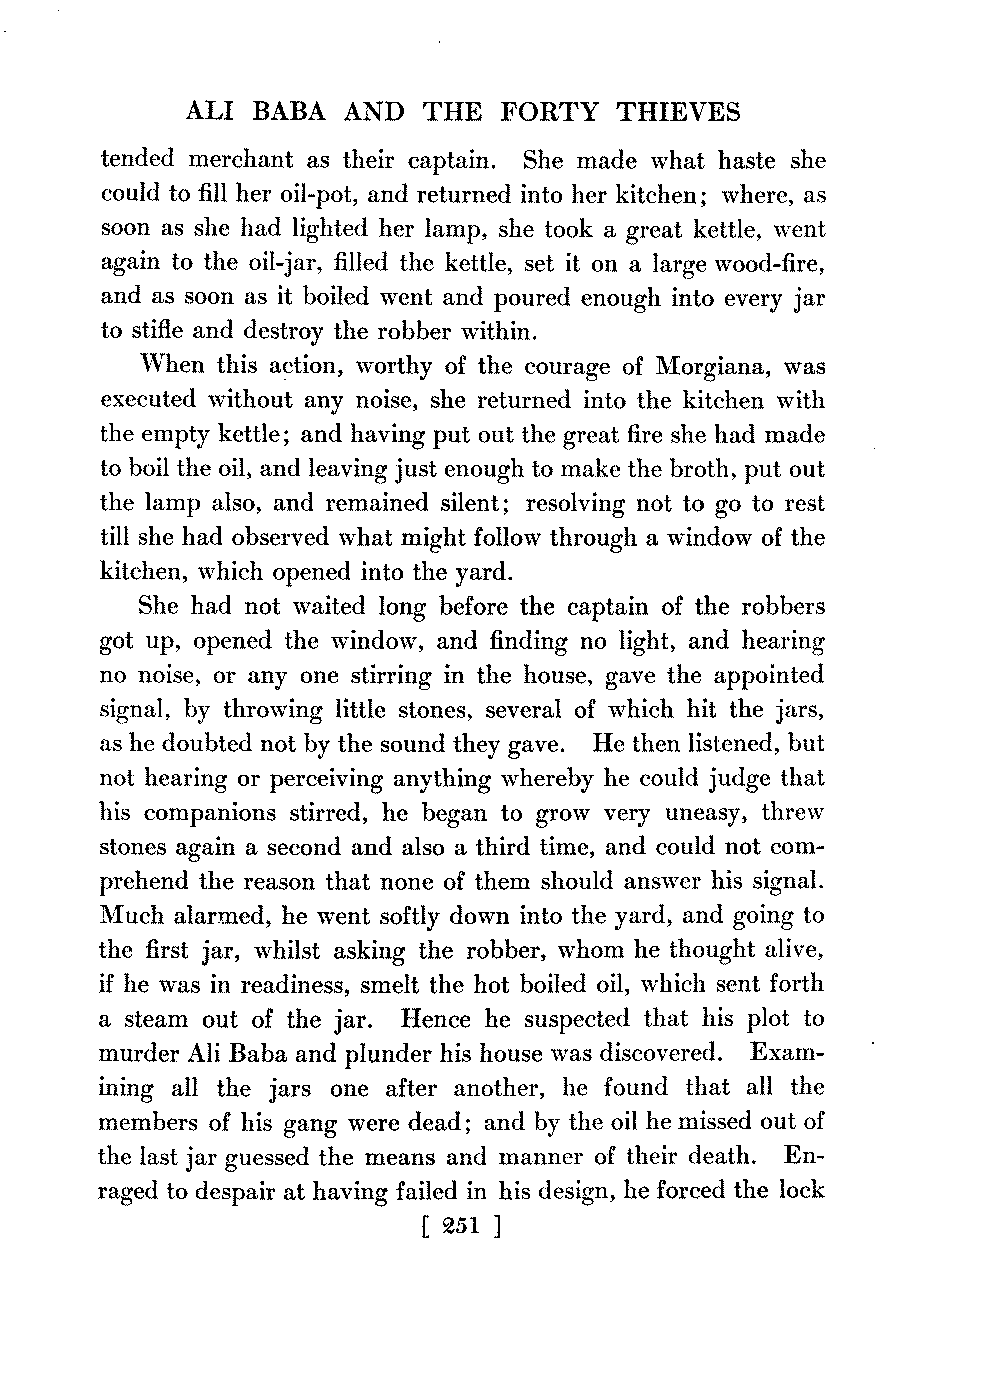 ALI BABA AND THE FORTY THIEVES
tended merchant as their captain. She made what haste she
could to fill her oil-pot, and returned into her kitchen; where, as
soon as she had lighted her lamp, she took a great kettle, went
again to the oil-jar, filled the kettle, set it on a large wood-fire,
and as soon as it boiled went and poured enough into every jar
to stifle and destroy the robber within.
When this action, worthy of the courage of Morgiana, was
executed without any noise, she returned into the kitchen with
the empty kettle; and having put out the great fire she had made
to boil the oil, and leaving just enough to make the broth, put out
the lamp also, and remained silent; resolving not to go to rest
till she had observed what might follow through a window of the
kitchen, which opened into the yard.
She had not waited long before the captain of the robbers
got up, opened the window, and finding no light, and hearing
no noise, or any one stirring in the house, gave the appointed
signal, by throwing little stones, several of which hit the jars,
as he doubted not by the sound they gave. He then listened, but
not hearing or perceiving anything whereby he could judge that
his companions stirred, he began to grow very uneasy, threw
stones again a second and also a third time, and could not com-
prehend the reason that none of them should answer his signal.
Much alarmed, he went softly down into the yard, and going to
the first jar, whilst asking the robber, whom he thought alive,
if he was in readiness, smelt the hot boiled oil, which sent forth
a steam out of the jar. Hence he suspected that his plot to
murder Ali Baba and plunder his house was discovered. Exam-
ining all the jars one after another, he found that all the
members of his gang were dead; and by the oil he missed out of
the last jar guessed the means and manner of their death. En-
raged to despair at having failed in his design, he forced the lock
[ 251 ]